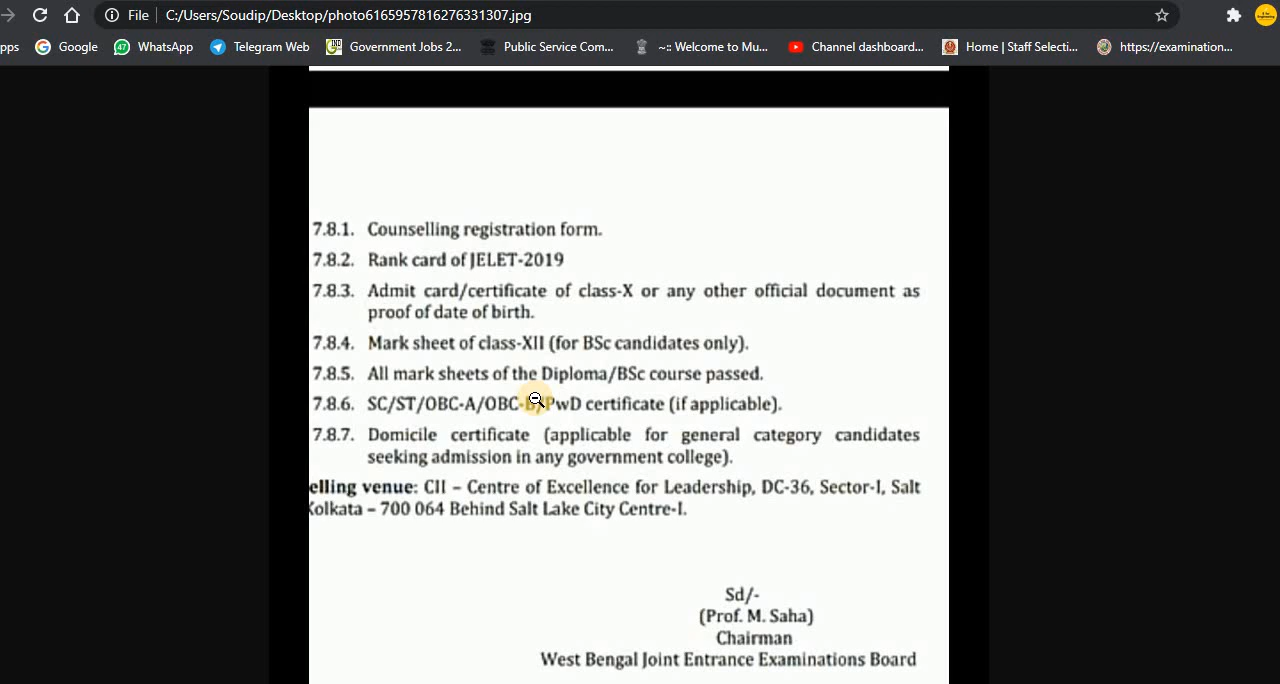 File C:/Users/Soudip/Desktop/photo6165957816276331307.jpg
pps Google 47 WhatsApp Telegram Web Government Jobs 2... Public Service Com... ~:: Welcome to Mu... Channel dashboard... Home | Staff Selecti... https://examination...
7.8.1. Counselling registration form.
7.8.2. Rank card of JELET-2019
7.8.3. Admit card/certificate of class-X or any other official document as
proof of date of birth.
7.8.4. Mark sheet of class-XII (for BSc candidates only).
7.8.5. All mark sheets of the Diploma/BSc course passed.
7.8.6. SC/ST/OBC-A/OBC-B/PwD certificate (if applicable).
7.8.7. Domicile certificate (applicable for general category candidates
seeking admission in any government college).
elling venue: CII – Centre of Excellence for Leadership, DC-36, Sector-I, Salt
Kolkata – 700 064 Behind Salt Lake City Centre-I.
Sd/-
(Prof. M. Saha)
Chairman
West Bengal Joint Entrance Examinations Board